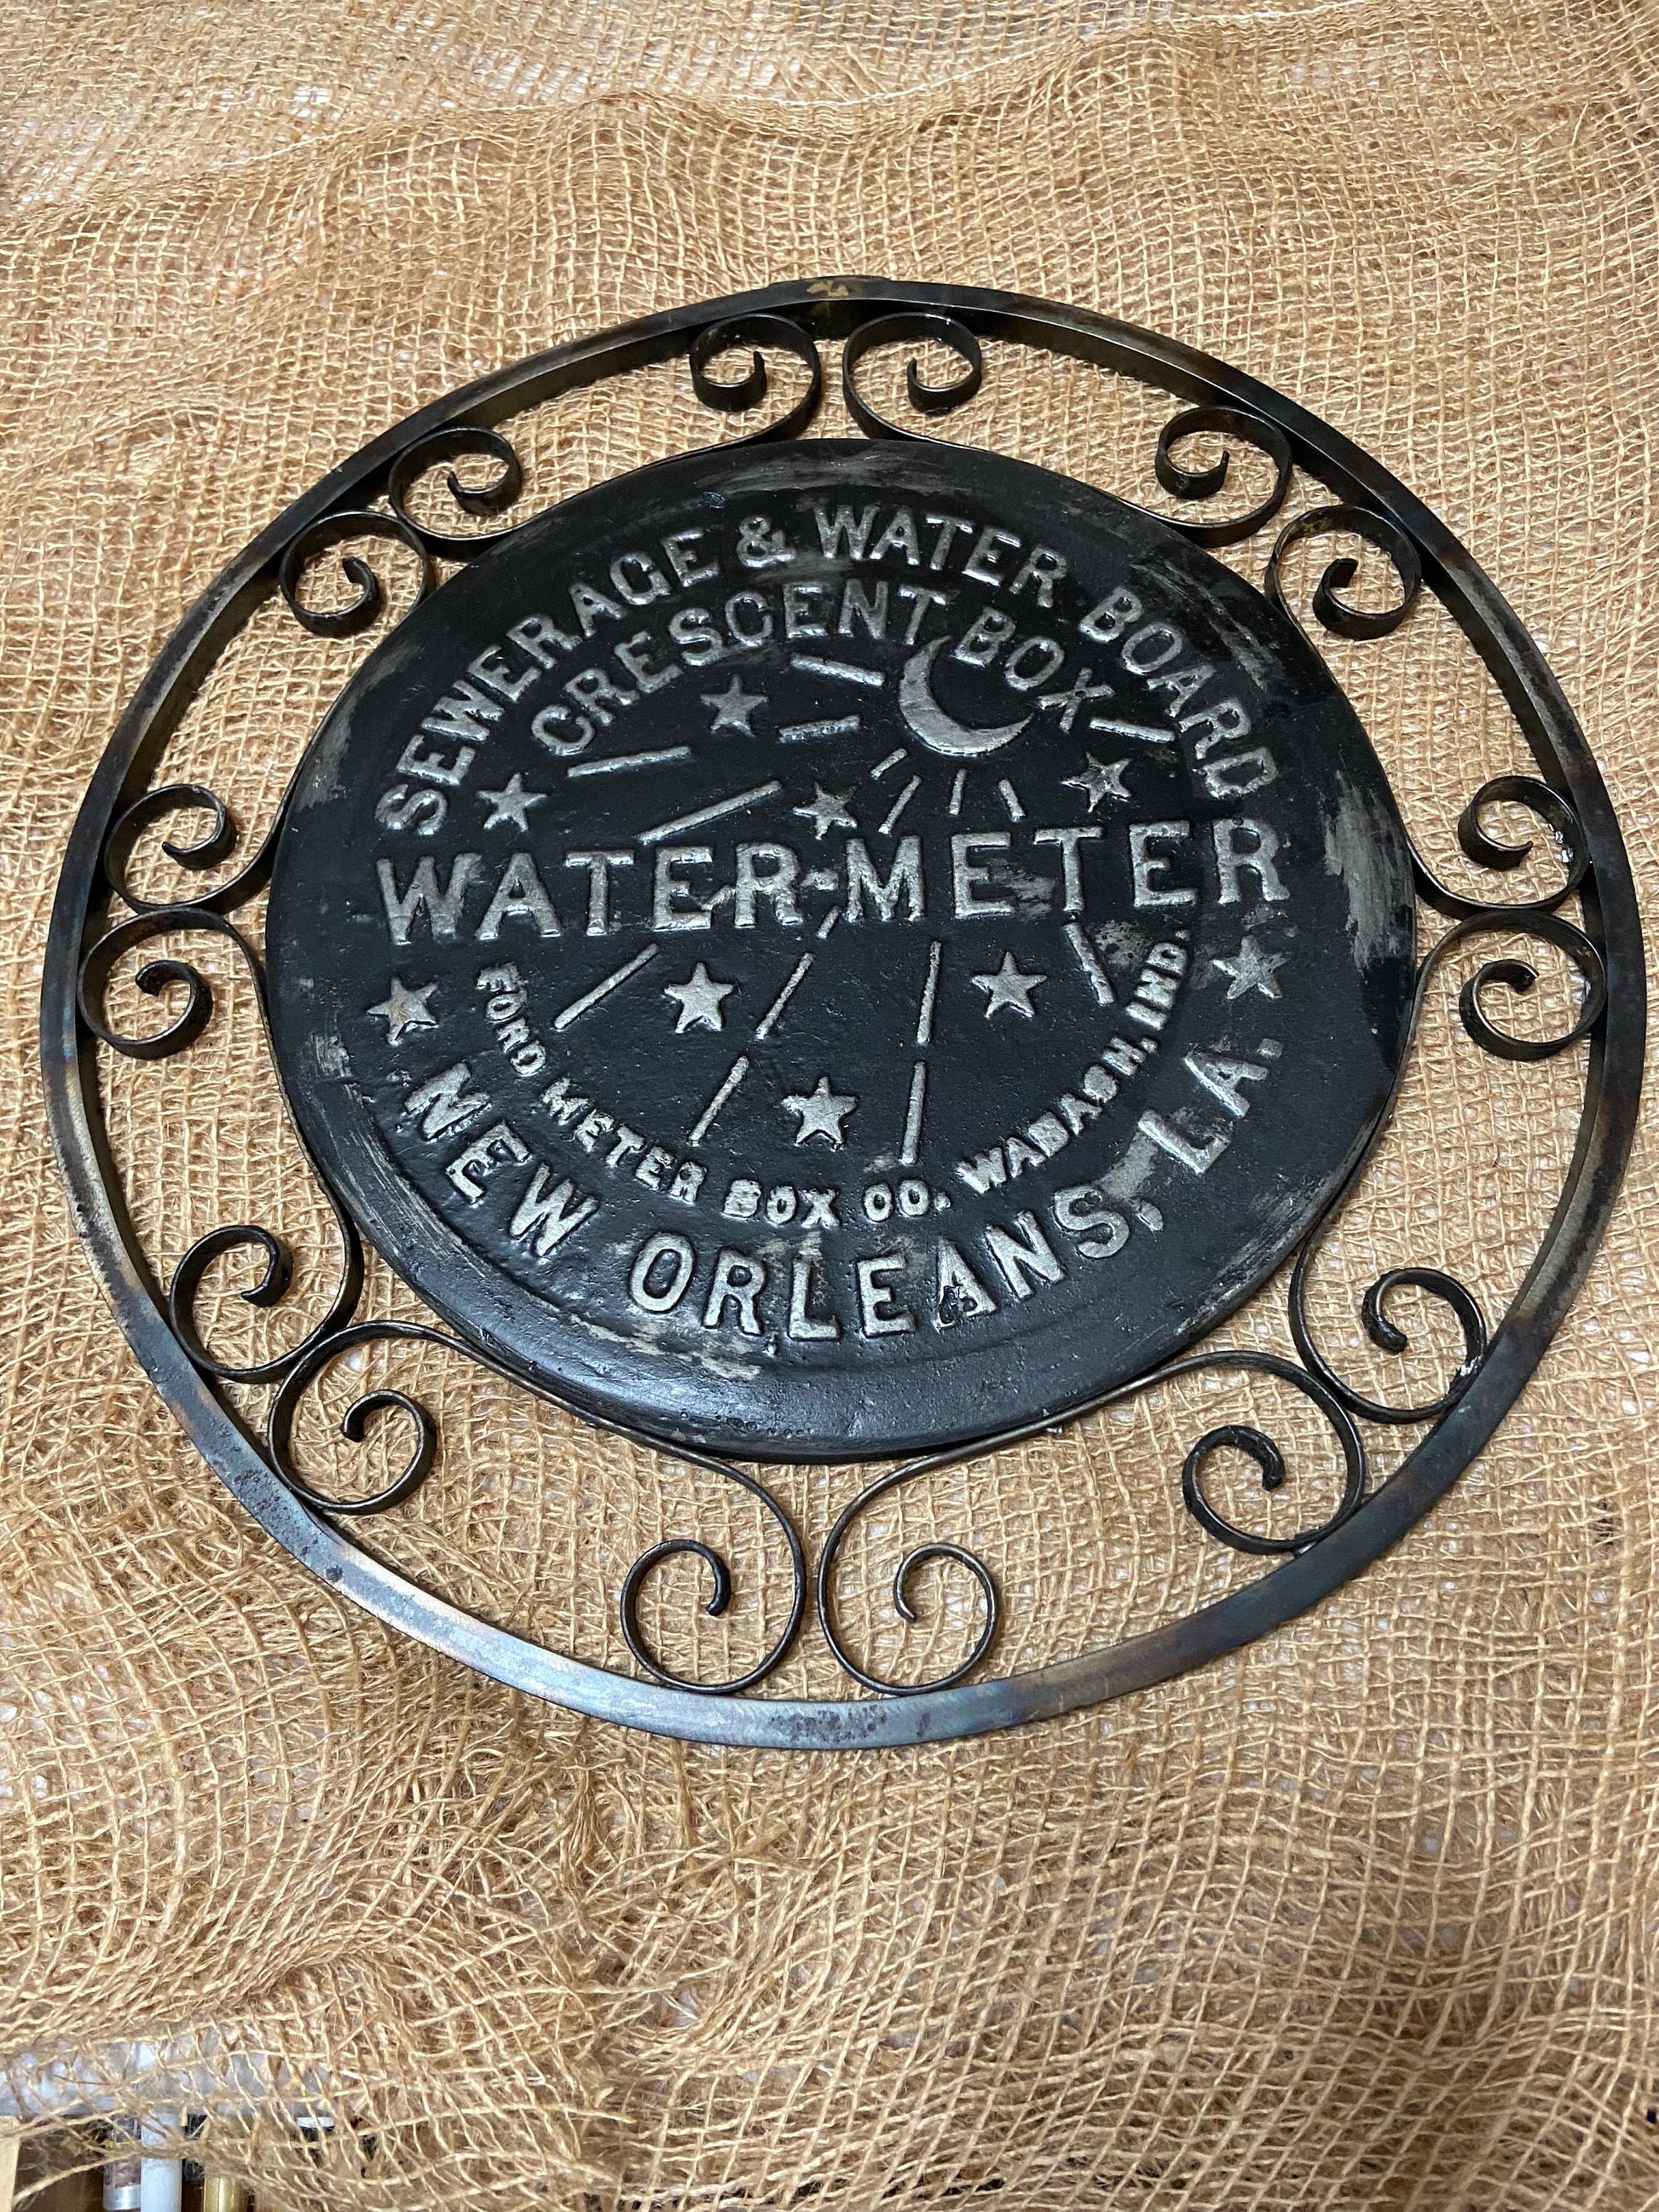 SEWERAGE & WATER BOARD
CRESCENT BOX
WATER-METER
FORD METER BOX CO. WABASH, IND.
NEW ORLEANS, LA.